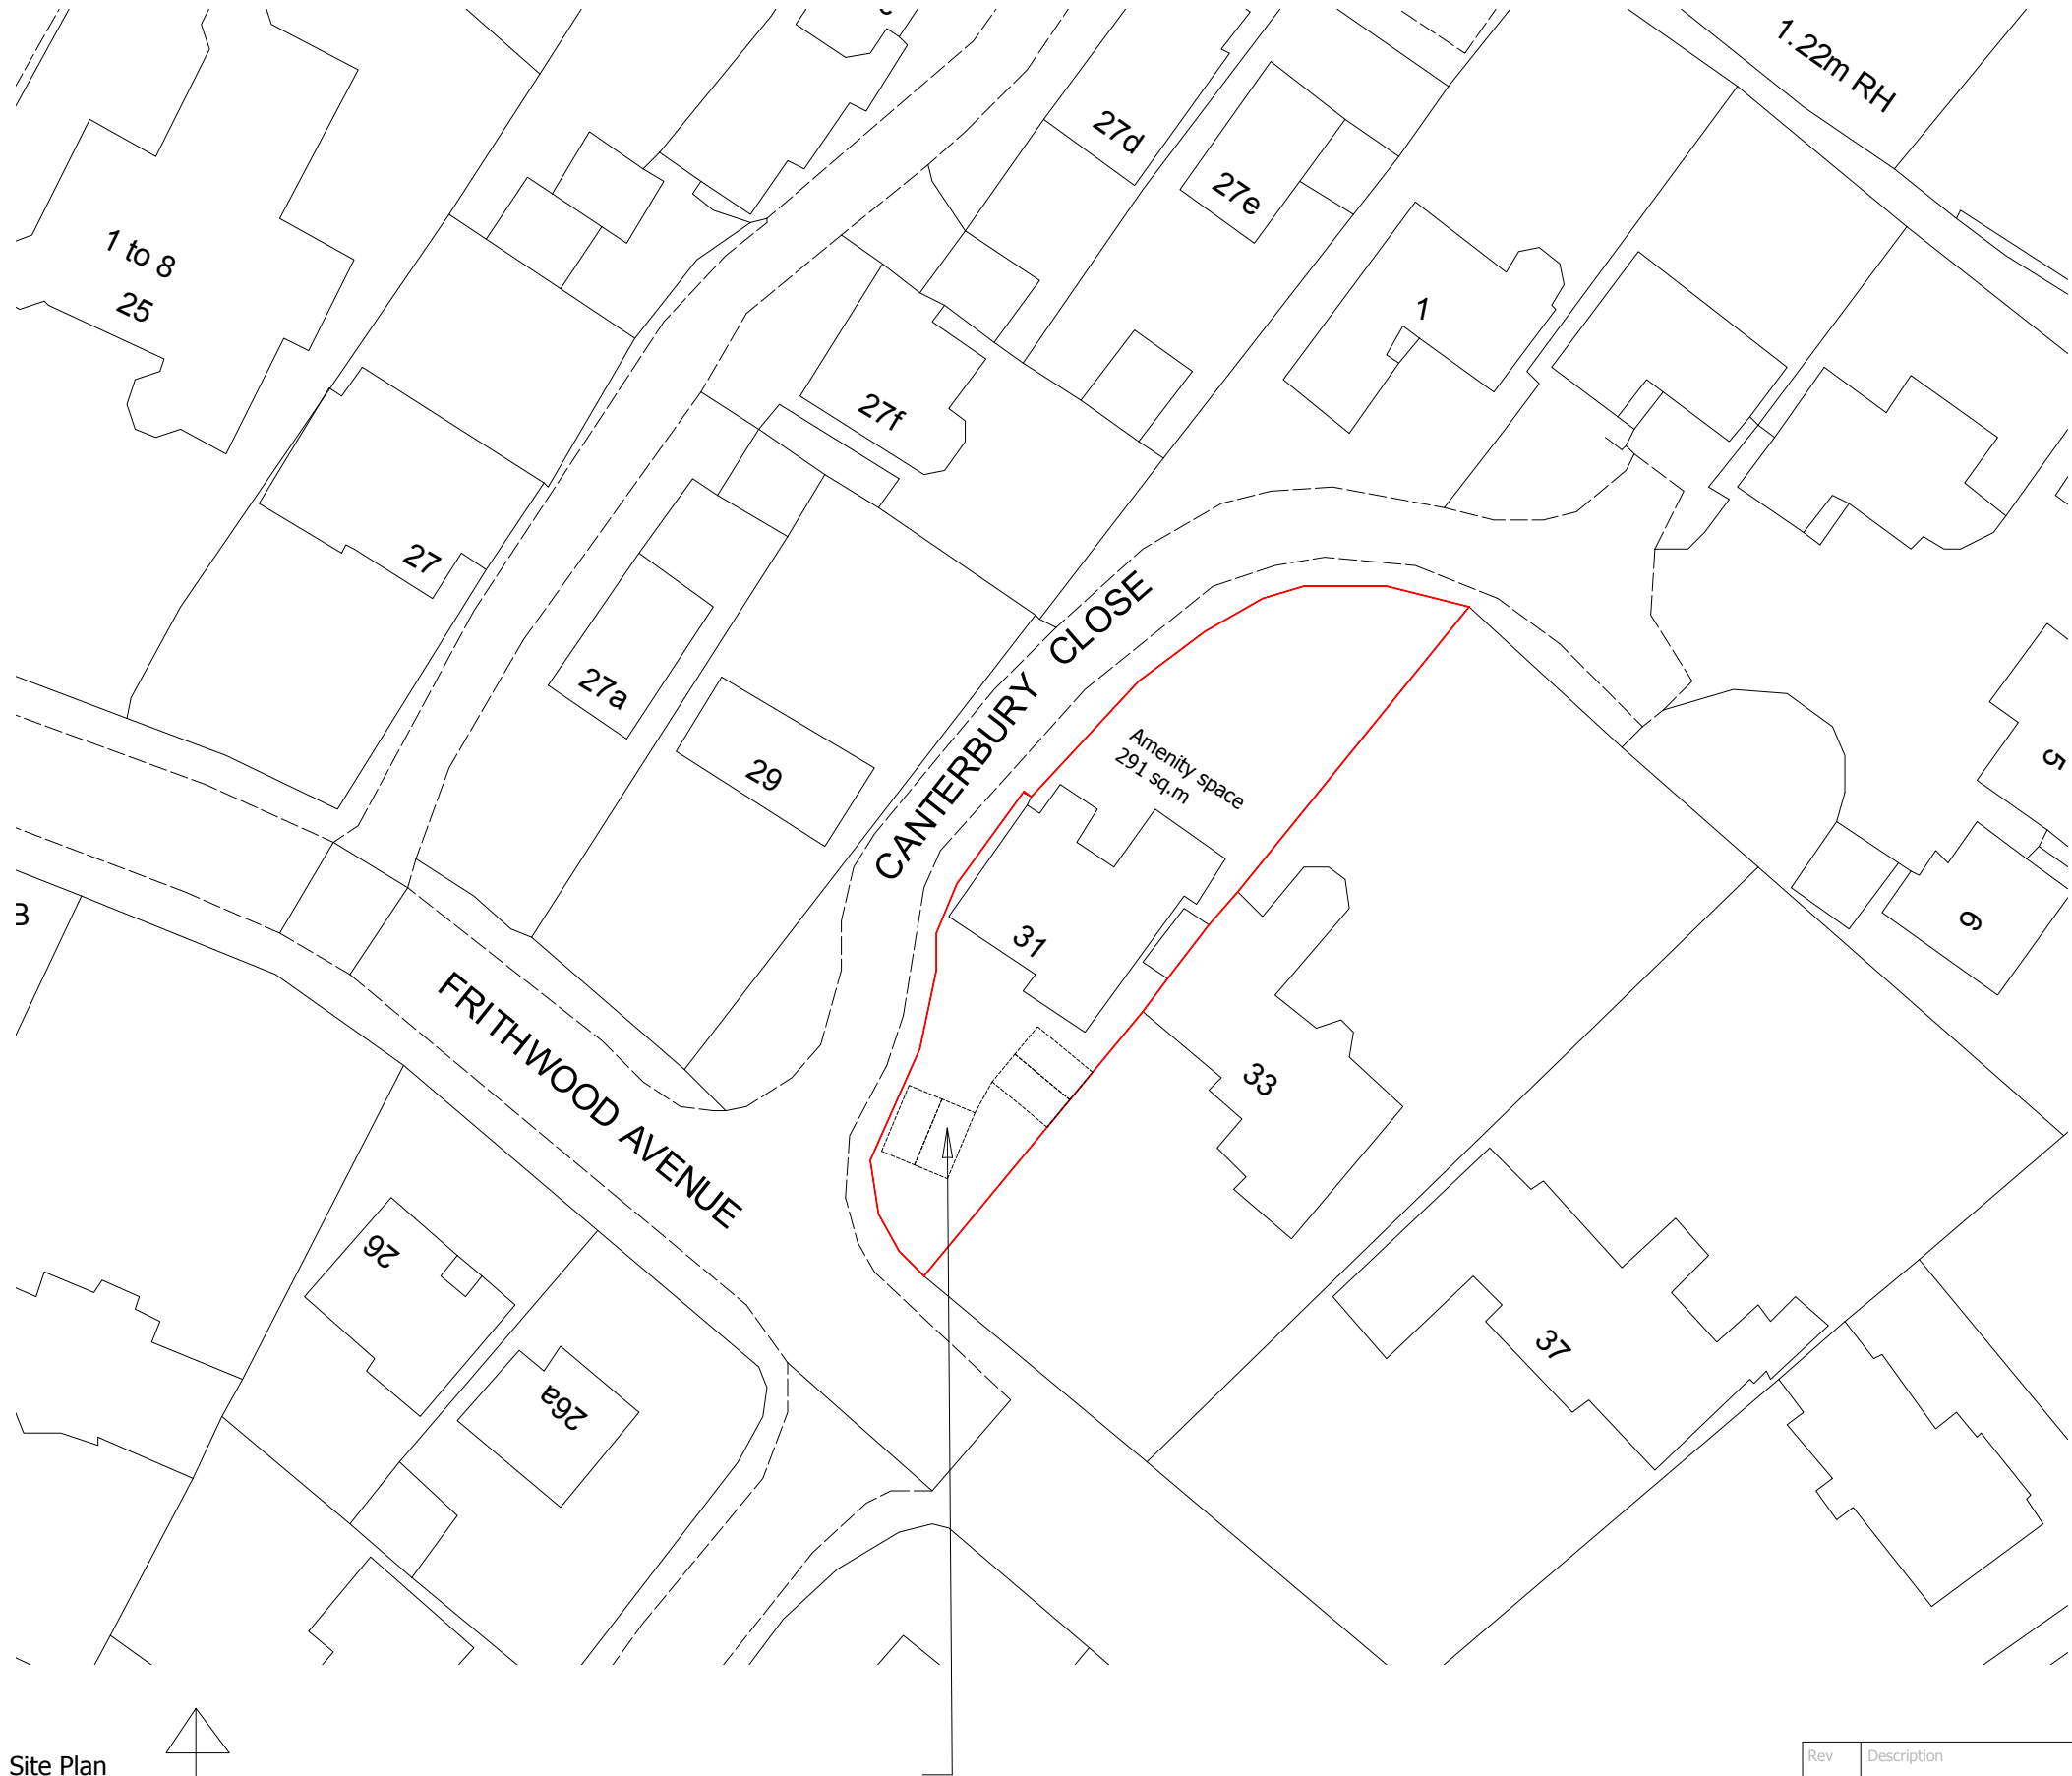 1.22m RH
27d
27e
1 to 8
25
1
27f
27
27a
29
CANTERBURY CLOSE
Amenity space
291 sq.m
5
31
6
FRITHWOOD AVENUE
33
26
26a
37
Site Plan
Rev Description